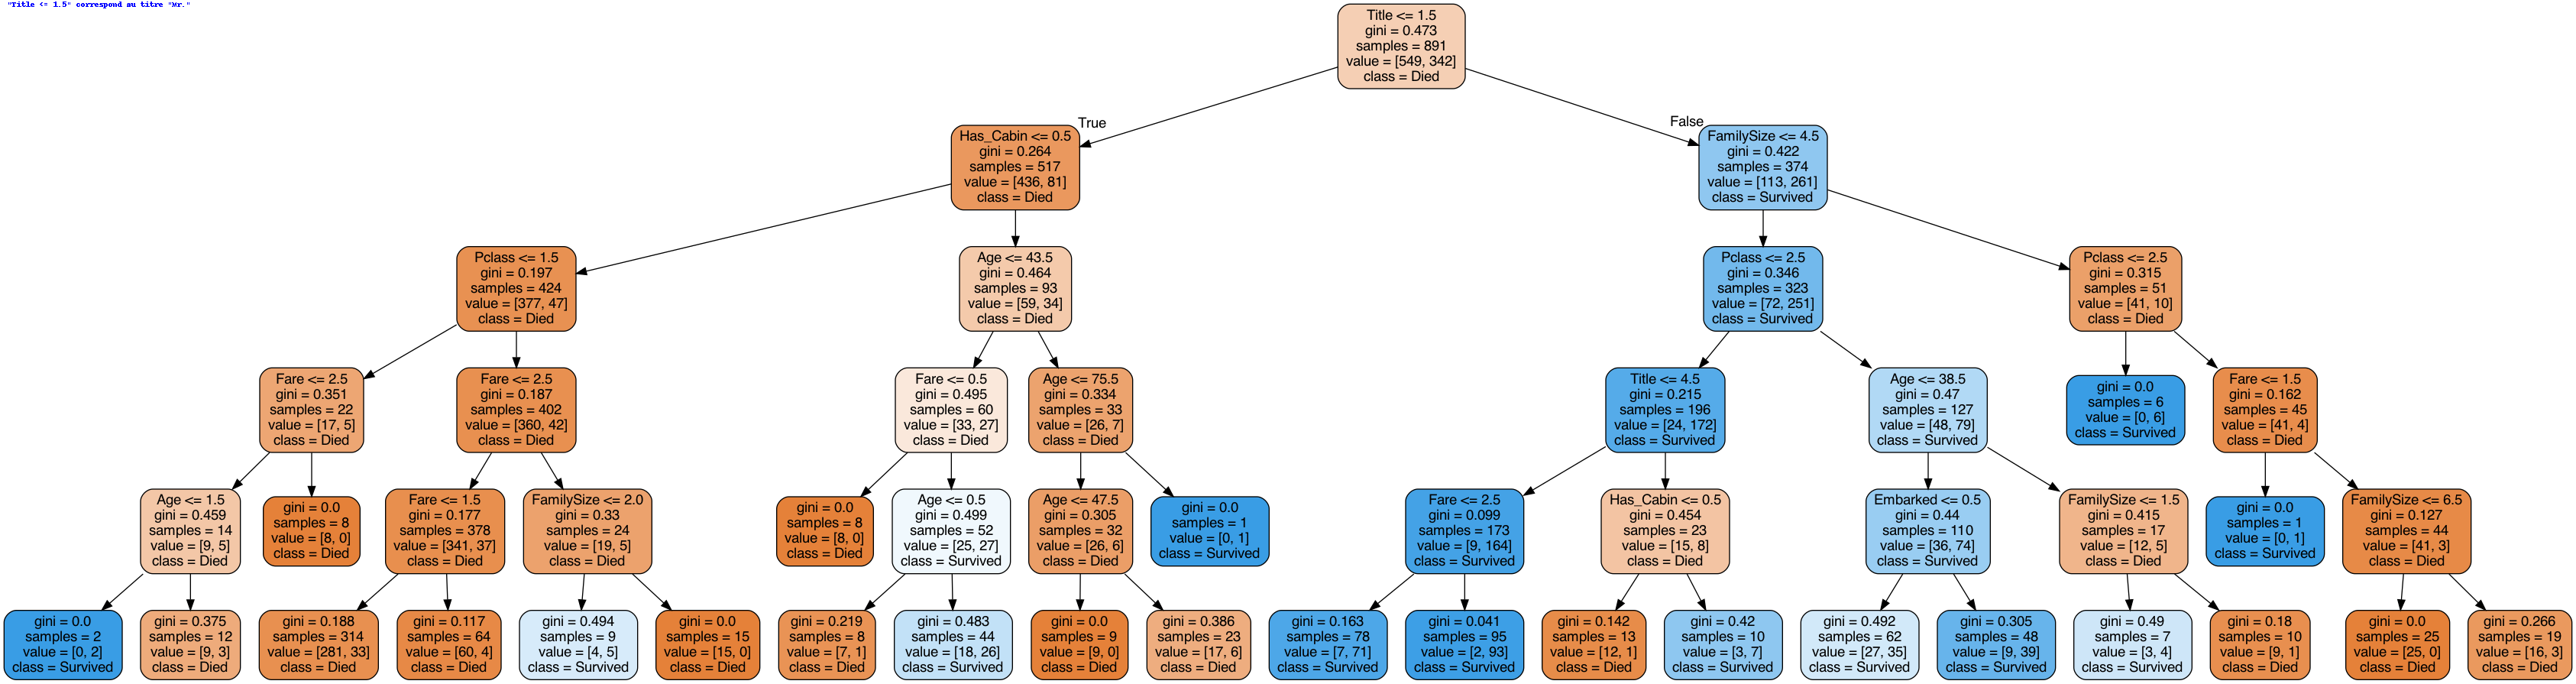 "Title <= 1.5" correspond au titre "Mr."
Title <= 1.5
gini = 0.473
samples = 891
value = [549, 342]
class = Died
True
False
Has_Cabin <= 0.5
gini = 0.264
samples = 517
value = [436, 81]
class = Died
FamilySize <= 4.5
gini = 0.422
samples = 374
value = [113, 261]
class = Survived
Pclass <= 1.5
gini = 0.197
samples = 424
value = [377, 47]
class = Died
Age <= 43.5
gini = 0.464
samples = 93
value = [59, 34]
class = Died
Pclass <= 2.5
gini = 0.346
samples = 323
value = [72, 251]
class = Survived
Pclass <= 2.5
gini = 0.315
samples = 51
value = [41, 10]
class = Died
Fare <= 2.5
gini = 0.351
samples = 22
value = [17, 5]
class = Died
Fare <= 2.5
gini = 0.187
samples = 402
value = [360, 42]
class = Died
Fare <= 0.5
gini = 0.495
samples = 60
value = [33, 27]
class = Died
Age <= 75.5
gini = 0.334
samples = 33
value = [26, 7]
class = Died
Title <= 4.5
gini = 0.215
samples = 196
value = [24, 172]
class = Survived
Age <= 38.5
gini = 0.47
samples = 127
value = [48, 79]
class = Survived
gini = 0.0
samples = 6
value = [0, 6]
class = Survived
Fare <= 1.5
gini = 0.162
samples = 45
value = [41, 4]
class = Died
Age <= 1.5
gini = 0.459
samples = 14
value = [9, 5]
class = Died
gini = 0.0
samples = 8
value = [8, 0]
class = Died
Fare <= 1.5
gini = 0.177
samples = 378
value = [341, 37]
class = Died
FamilySize <= 2.0
gini = 0.33
samples = 24
value = [19, 5]
class = Died
gini = 0.0
samples = 8
value = [8, 0]
class = Died
Age <= 0.5
gini = 0.499
samples = 52
value = [25, 27]
class = Survived
Age <= 47.5
gini = 0.305
samples = 32
value = [26, 6]
class = Died
gini = 0.0
samples = 1
value = [0, 1]
class = Survived
Fare <= 2.5
gini = 0.099
samples = 173
value = [9, 164]
class = Survived
Has_Cabin <= 0.5
gini = 0.454
samples = 23
value = [15, 8]
class = Died
Embarked <= 0.5
gini = 0.44
samples = 110
value = [36, 74]
class = Survived
FamilySize <= 1.5
gini = 0.415
samples = 17
value = [12, 5]
class = Died
gini = 0.0
samples = 1
value = [0, 1]
class = Survived
FamilySize <= 6.5
gini = 0.127
samples = 44
value = [41, 3]
class = Died
gini = 0.0
samples = 2
value = [0, 2]
class = Survived
gini = 0.375
samples = 12
value = [9, 3]
class = Died
gini = 0.188
samples = 314
value = [281, 33]
class = Died
gini = 0.117
samples = 64
value = [60, 4]
class = Died
gini = 0.494
samples = 9
value = [4, 5]
class = Survived
gini = 0.0
samples = 15
value = [15, 0]
class = Died
gini = 0.219
samples = 8
value = [7, 1]
class = Died
gini = 0.483
samples = 44
value = [18, 26]
class = Survived
gini = 0.0
samples = 9
value = [9, 0]
class = Died
gini = 0.386
samples = 23
value = [17, 6]
class = Died
gini = 0.163
samples = 78
value = [7, 71]
class = Survived
gini = 0.041
samples = 95
value = [2, 93]
class = Survived
gini = 0.142
samples = 13
value = [12, 1]
class = Died
gini = 0.42
samples = 10
value = [3, 7]
class = Survived
gini = 0.492
samples = 62
value = [27, 35]
class = Survived
gini = 0.305
samples = 48
value = [9, 39]
class = Survived
gini = 0.49
samples = 7
value = [3, 4]
class = Survived
gini = 0.18
samples = 10
value = [9, 1]
class = Died
gini = 0.0
samples = 25
value = [25, 0]
class = Died
gini = 0.266
samples = 19
value = [16, 3]
class = Died